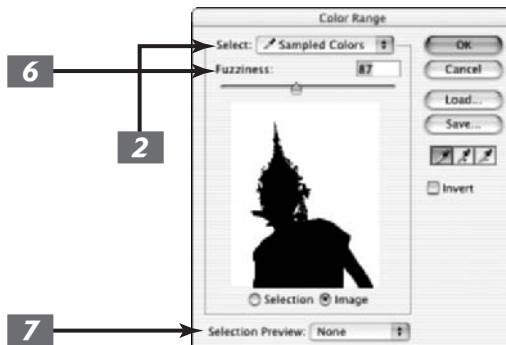 Color Range
Select: Sampled Colors
OK
6
Fuzziness: 87
Cancel
Load...
2
Save...
Invert
Selection Image
7
Selection Preview: None